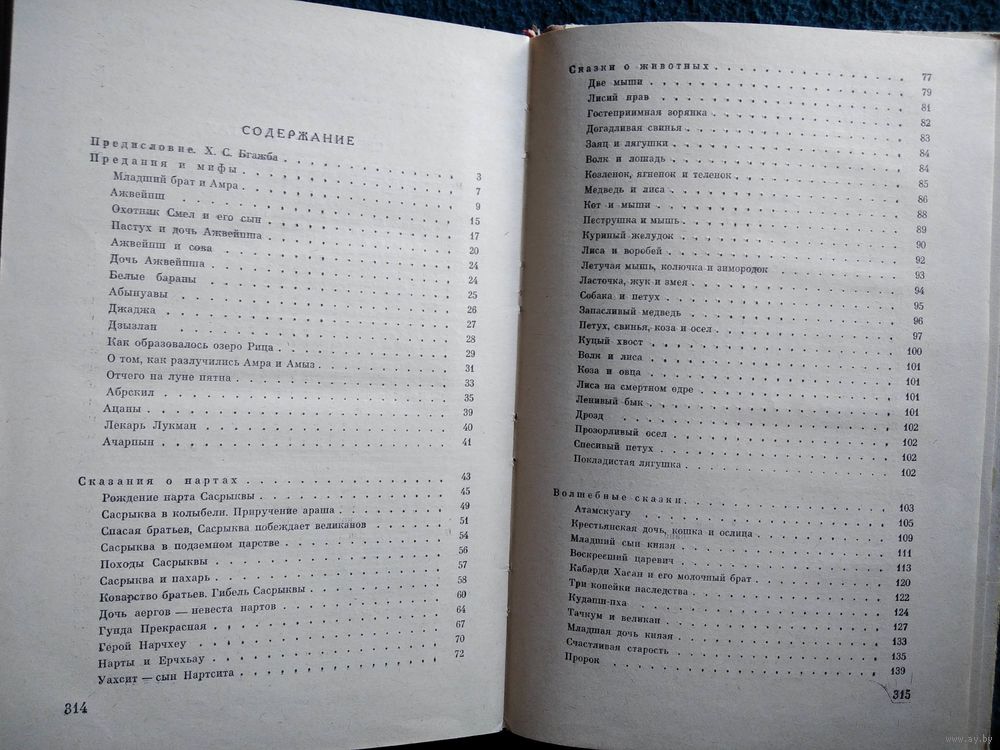 СОДЕРЖАНИЕ
Предисловие. Х. С. Бгажба . . . 3
Предания и мифы . . . 7
Младший брат и Амра . . . 9
Ажвейпш . . . 15
Охотник Смел и его сын . . . 17
Пастух и дочь Ажвейпша . . . 20
Ажвейпш и сова . . . 24
Дочь Ажвейпша . . . 24
Белые бараны . . . 25
Абынуавы . . . 26
Джаджа . . . 27
Дзызлан . . . 28
Как образовалось озеро Рица . . . 29
О том, как разлучились Амра и Амыз . . . 31
Отчего на луне пятна . . . 33
Абрскил . . . 35
Ацаны . . . 39
Лекарь Лукман . . . 40
Ачарпын . . . 41
Сказания о нартах . . . 43
Рождение нарта Сасрыквы . . . 45
Сасрыква в колыбели. Приручение араша . . . 49
Спасая братьев, Сасрыква побеждает великанов . . . 51
Сасрыква в подземном царстве . . . 54
Походы Сасрыквы . . . 56
Сасрыква и пахарь . . . 57
Коварство братьев. Гибель Сасрыквы . . . 58
Дочь аергов — невеста нартов . . . 60
Гунда Прекрасная . . . 64
Герой Нарчхеу . . . 67
Нарты и Ерчхьау . . . 70
Уахсит — сын Нартсита . . . 72
314
Сказки о животных . . . 77
Две мыши . . . 79
Лисий нрав . . . 81
Гостеприимная зорянка . . . 82
Догадливая свинья . . . 83
Заяц и лягушки . . . 84
Волк и лошадь . . . 84
Козленок, ягненок и теленок . . . 85
Медведь и лиса . . . 86
Кот и мыши . . . 88
Пеструшка и мышь . . . 89
Куриный желудок . . . 90
Лиса и воробей . . . 92
Летучая мышь, колючка и зимородок 93
Ласточка, жук и змея . . . 94
Собака и петух . . . 95
Запасливый медведь . . . 96
Петух, свинья, коза и осел . . . 97
Куцый хвост . . . 100
Волк и лиса . . . 101
Коза и овца . . . 101
Лиса на смертном одре . . . 101
Ленивый бык . . . 101
Дрозд . . . 102
Прозорливый осел . . . 102
Спесивый петух . . . 102
Покладистая лягушка . . . 102
Волшебные сказки . . . 103
Атамскуагу . . . 105
Крестьянская дочь, кошка и ослица . . . 109
Младший сын князя . . . 111
Воскресший царевич . . . 113
Кабарди Хасан и его молочный брат . . . 120
Три копейки наследства . . . 122
Кудапш-пха . . . 124
Тачкум и великан . . . 127
Младшая дочь князя . . . 133
Счастливая старость . . . 135
Пророк . . . 139
315
www.ay.by